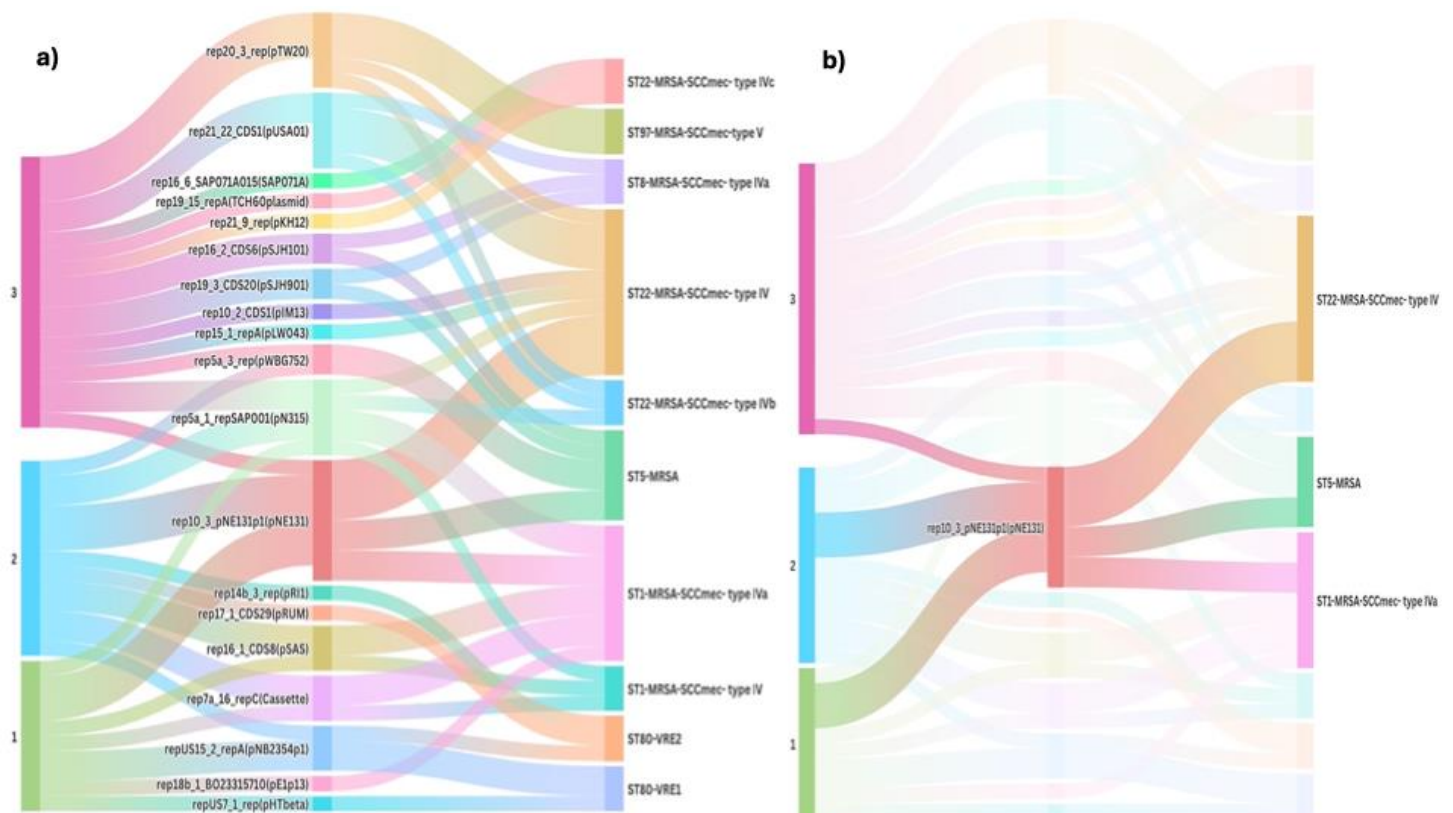 a)
rep20_3_rep(pTW20)
rep21_22_CDS1(pUSA01)
rep16_6_SAP071A015(SAP071A)
rep19_15_repA(TCH60plasmid)
rep21_9_rep(pKH12)
rep16_2_CDS6(pSJH101)
rep19_3_CDS20(pSJH901)
rep10_2_CDS1(pIM13)
rep15_1_repA(pLW043)
rep5a_3_rep(pWBG752)
rep5a_1_repSAP001(pN315)
rep10_3_pNE131p1(pNE131)
rep14b_3_rep(pRI1)
rep17_1_CDS29(pRUM)
rep16_1_CDS8(pSAS)
rep7a_16_repC(Cassette)
repUS15_2_repA(pNB2354p1)
rep18b_1_BO23315710(pE1p13)
repUS7_1_rep(pHTbeta)
3
2
1
ST22-MRSA-SCCmec- type IVc
ST97-MRSA-SCCmec-type V
ST8-MRSA-SCCmec- type IVa
ST22-MRSA-SCCmec- type IV
ST22-MRSA-SCCmec- type IVb
ST5-MRSA
ST1-MRSA-SCCmec- type IVa
ST1-MRSA-SCCmec- type IV
ST80-VRE2
ST80-VRE1
b)
3
2
1
rep10_3_pNE131p1(pNE131)
ST22-MRSA-SCCmec- type IV
ST5-MRSA
ST1-MRSA-SCCmec- type IVa